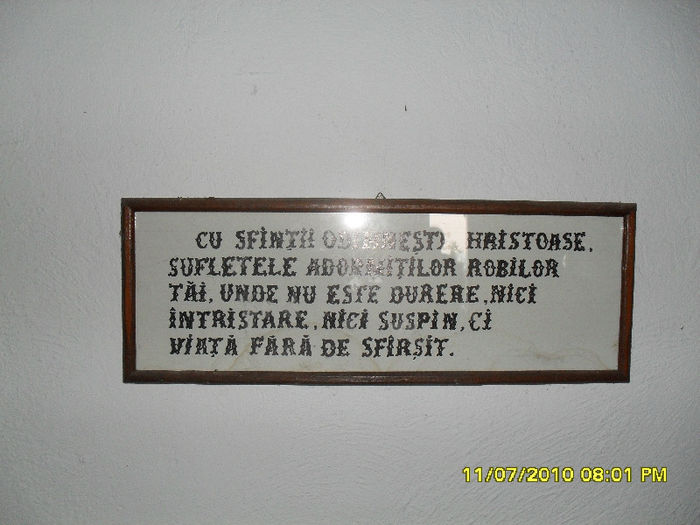 CU SFINȚII ODIHNEȘTI, HRISTOASE,
SUFLETELE ADORMIȚILOR ROBILOR
TĂI, UNDE NU ESTE DURERE, NICI
ÎNTRISTARE, NICI SUSPIN, CI
VIAȚĂ FĂRĂ DE SFÎRȘIT.
11/07/2010 08:01 PM